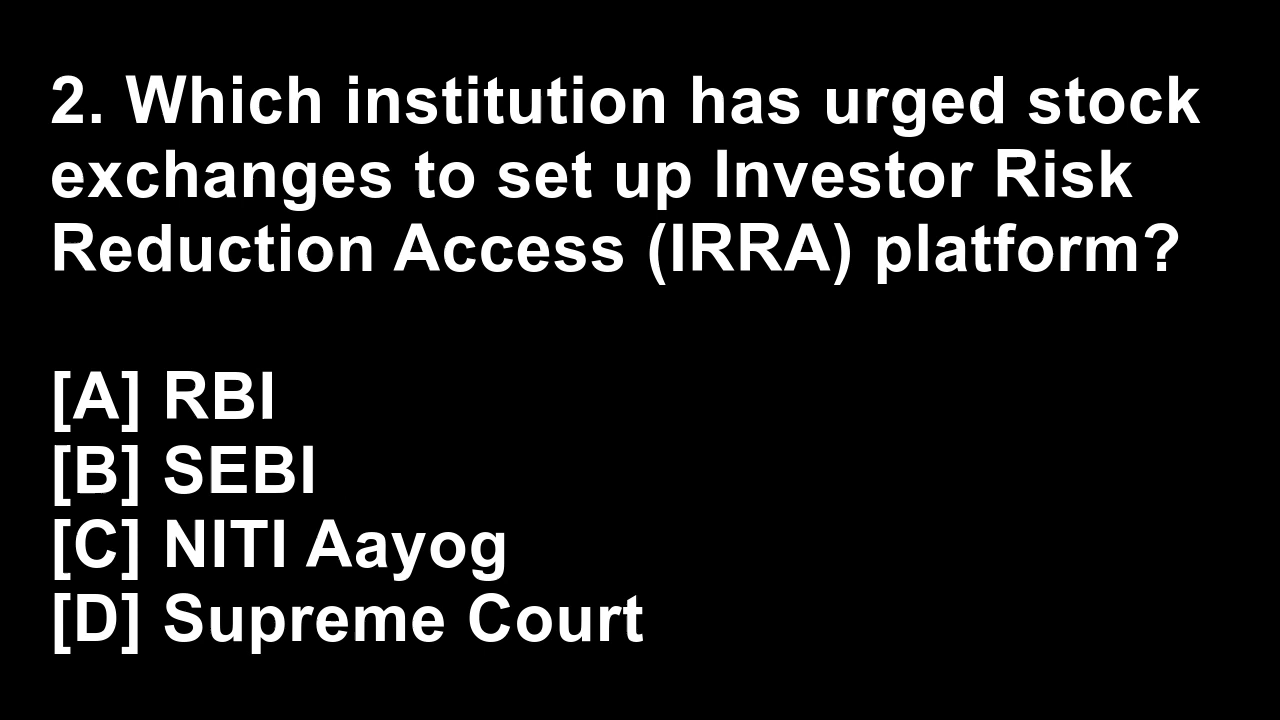 2. Which institution has urged stock
exchanges to set up Investor Risk
Reduction Access (IRRA) platform?
[A] RBI
[B] SEBI
[C] NITI Aayog
[D] Supreme Court